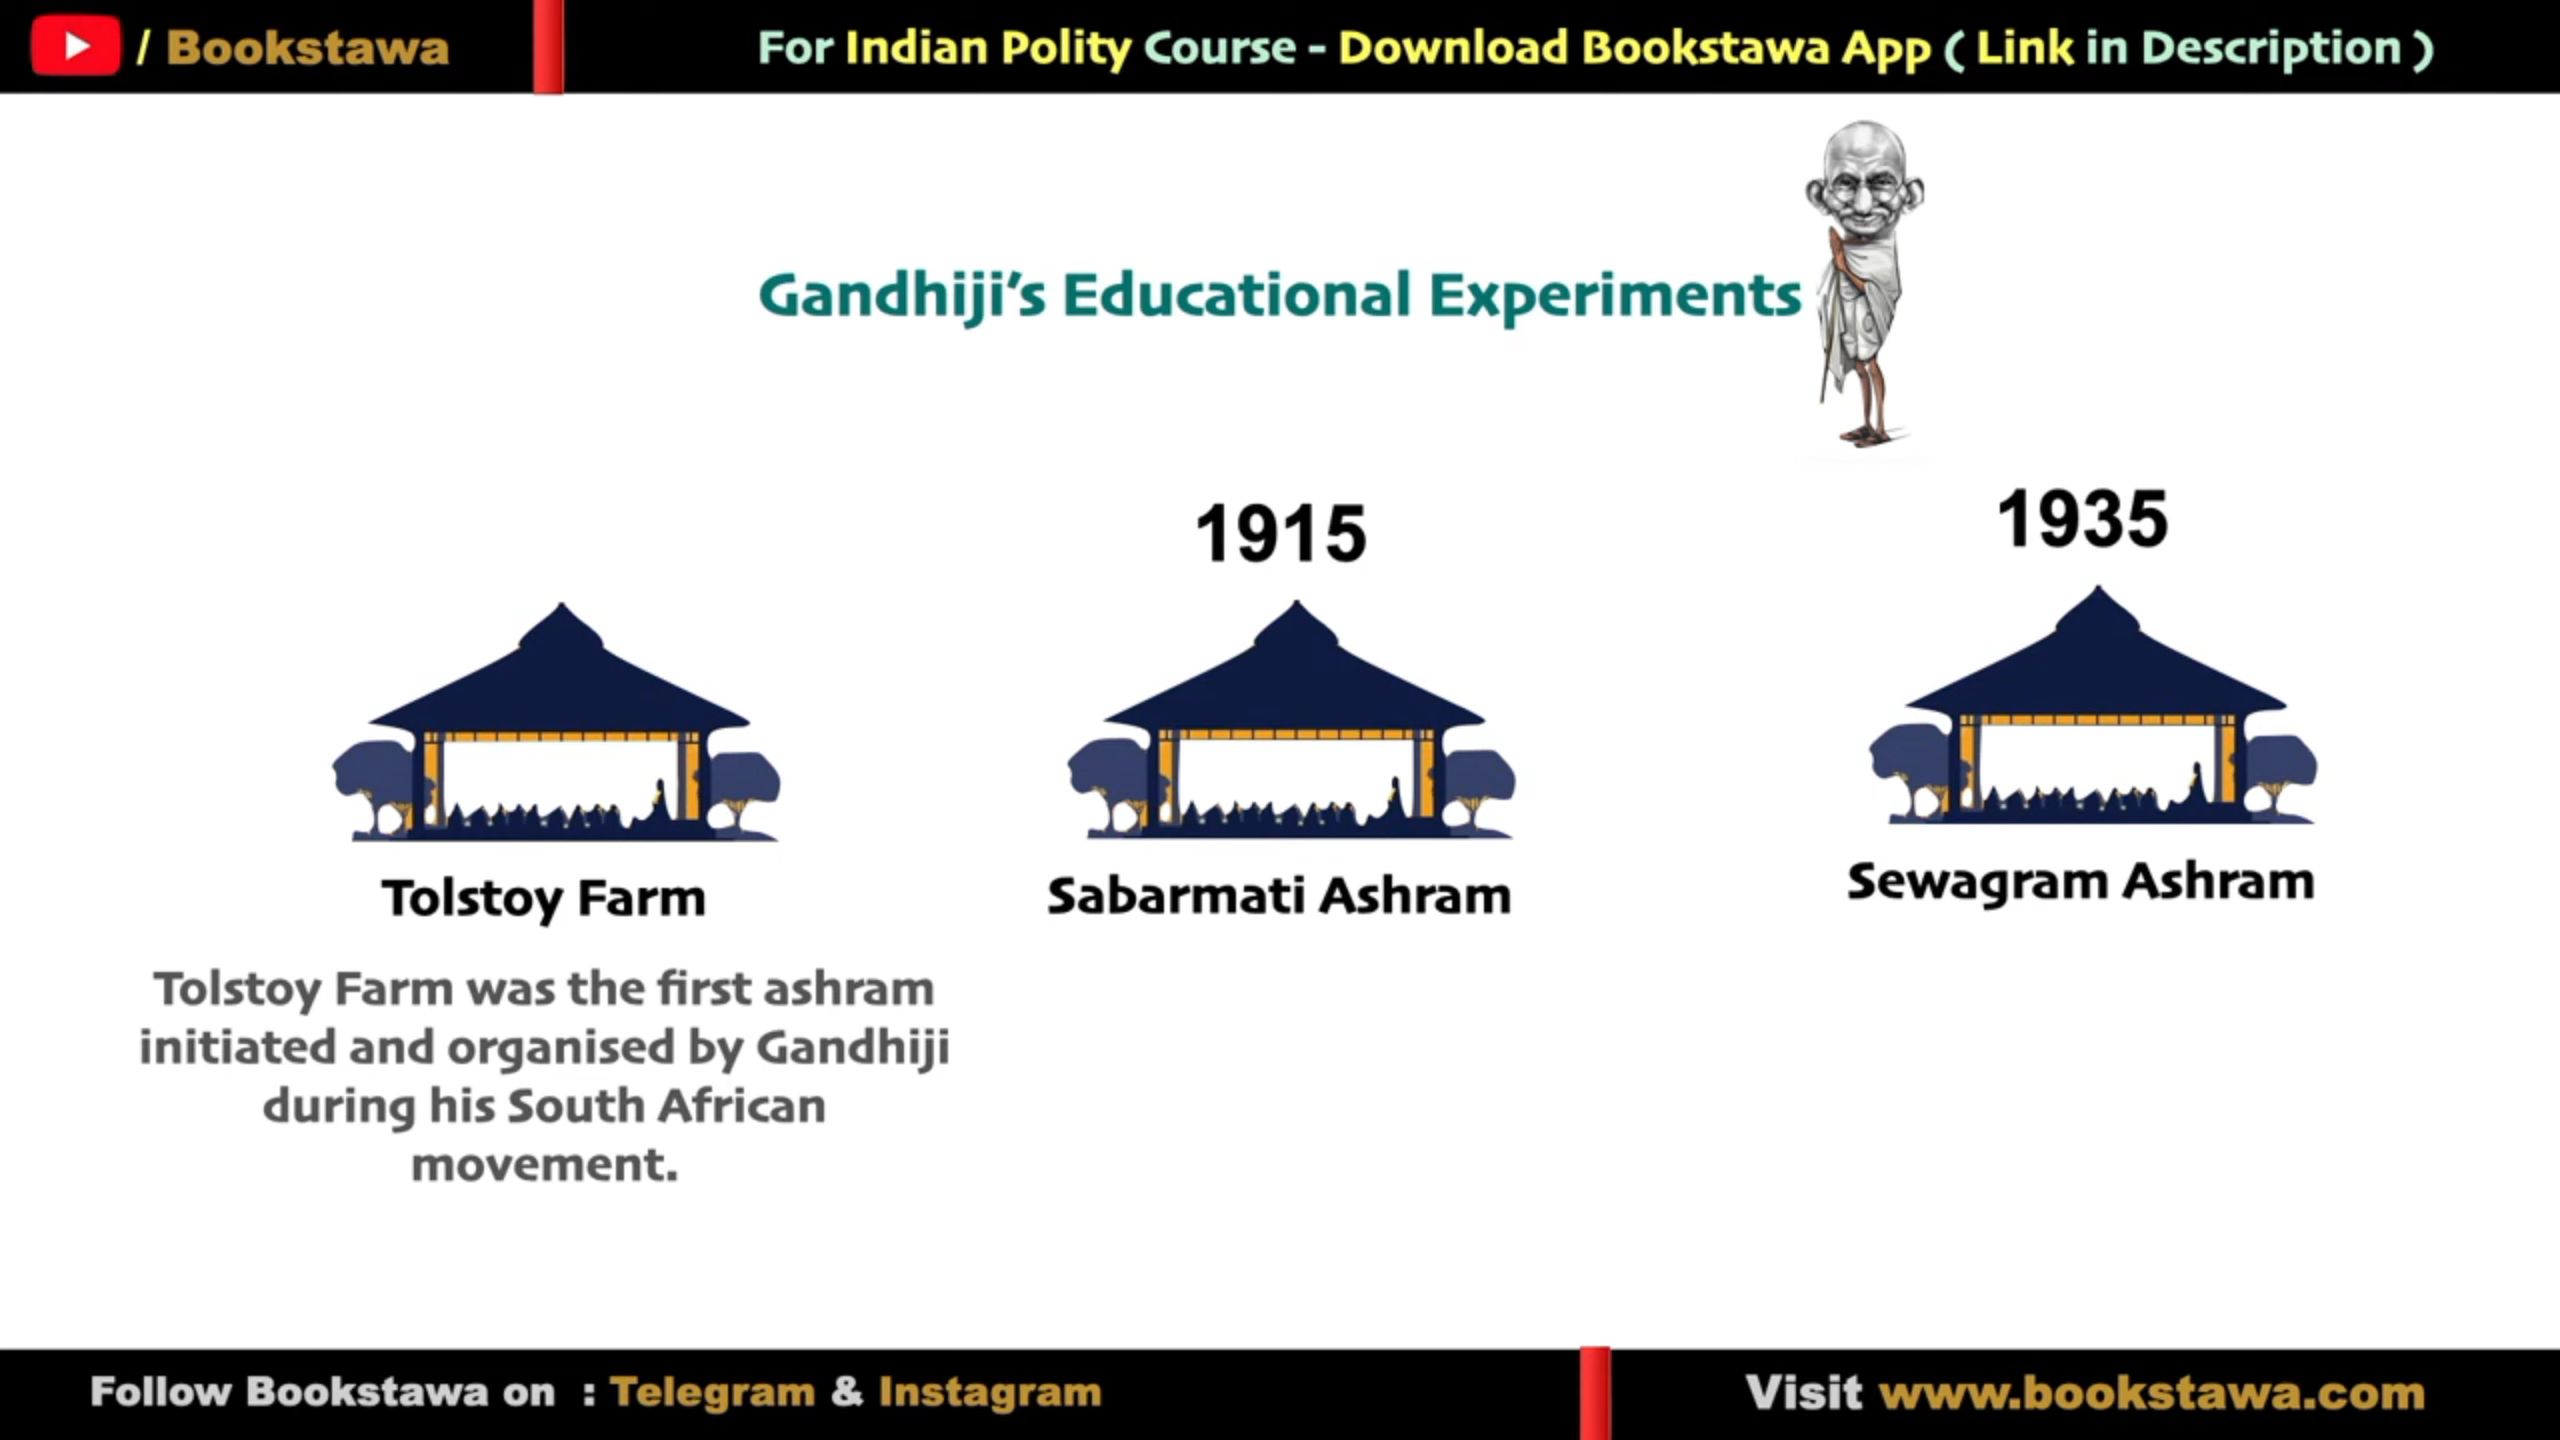 / Bookstawa
For Indian Polity Course - Download Bookstawa App ( Link in Description )
Gandhiji's Educational Experiments
1915
1935
Tolstoy Farm
Sabarmati Ashram
Sewagram Ashram
Tolstoy Farm was the first ashram
initiated and organised by Gandhiji
during his South African
movement.
Follow Bookstawa on : Telegram & Instagram
Visit www.bookstawa.com